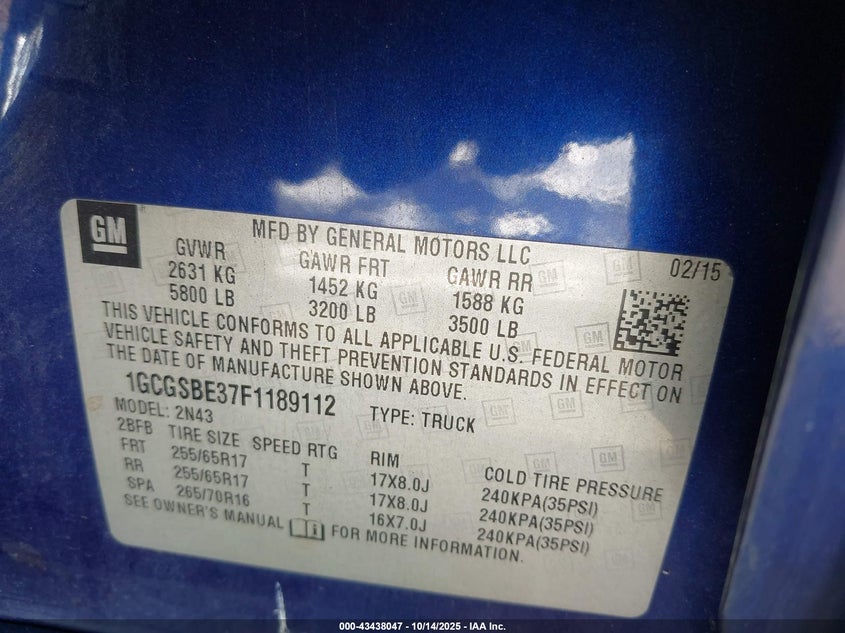 GM
MFD BY GENERAL MOTORS LLC
02/15
GVWR GAWR FRT GAWR RR
2631 KG 1452 KG 1588 KG
5800 LB 3200 LB 3500 LB
THIS VEHICLE CONFORMS TO ALL APPLICABLE U.S. FEDERAL MOTOR
VEHICLE SAFETY AND THEFT PREVENTION STANDARDS IN EFFECT ON
THE DATE OF MANUFACTURE SHOWN ABOVE.
1GCGSBE37F1189112 TYPE: TRUCK
MODEL: 2N43
2BFB TIRE SIZE SPEED RTG RIM COLD TIRE PRESSURE
FRT 255/65R17 T 17X8.0J 240KPA(35PSI)
RR 255/65R17 T 17X8.0J 240KPA(35PSI)
SPA 265/70R16 T 16X7.0J 240KPA(35PSI)
SEE OWNER'S MANUAL FOR MORE INFORMATION.
000-43438047 - 10/14/2025 - IAA Inc.